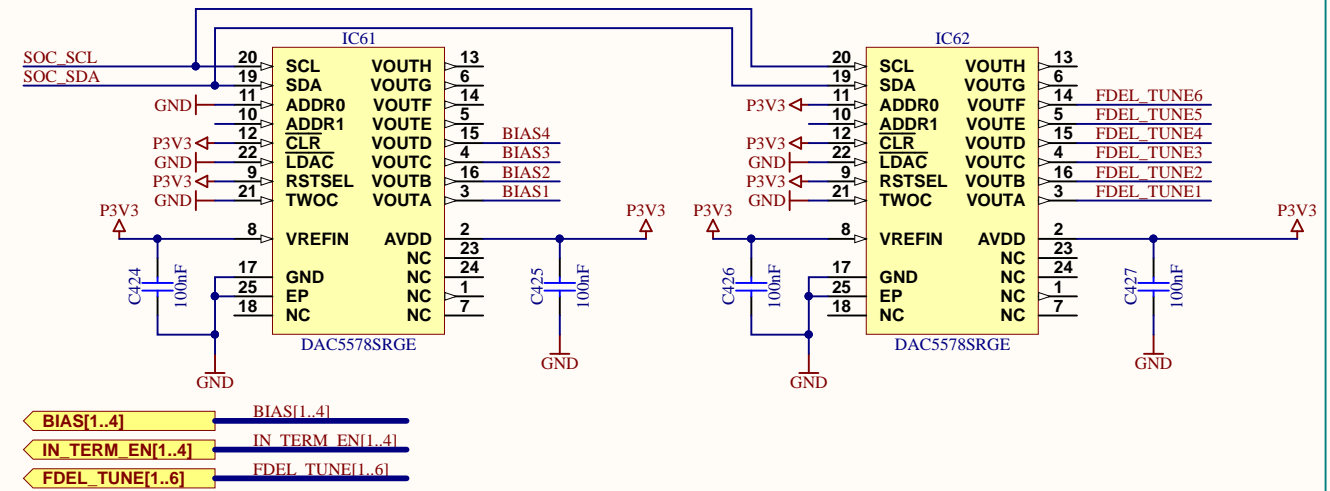 IC61
IC62
SOC_SCL
SOC_SDA
20 SCL VOUTH 13
19 SDA VOUTG 6
GND 11 ADDR0 VOUTF 14
10 ADDR1 VOUTE 5
P3V3 12 CLR VOUTD 15 BIAS4
GND 22 LDAC VOUTC 4 BIAS3
P3V3 9 RSTSEL VOUTB 16 BIAS2
GND 21 TWOC VOUTA 3 BIAS1
P3V3 8 VREFIN AVDD 2 P3V3
NC 23
17 GND NC 24
25 EP NC 1
18 NC NC 7
C424 100nF
C425 100nF
DAC5578SRGE
GND
GND
20 SCL VOUTH 13
19 SDA VOUTG 6
P3V3 11 ADDR0 VOUTF 14 FDEL_TUNE6
10 ADDR1 VOUTE 5 FDEL_TUNE5
P3V3 12 CLR VOUTD 15 FDEL_TUNE4
GND 22 LDAC VOUTC 4 FDEL_TUNE3
P3V3 9 RSTSEL VOUTB 16 FDEL_TUNE2
GND 21 TWOC VOUTA 3 FDEL_TUNE1
P3V3 8 VREFIN AVDD 2 P3V3
NC 23
17 GND NC 24
25 EP NC 1
18 NC NC 7
C426 100nF
C427 100nF
DAC5578SRGE
GND
GND
BIAS[1..4] BIAS[1..4]
IN_TERM_EN[1..4] IN_TERM_EN[1..4]
FDEL_TUNE[1..6] FDEL_TUNE[1..6]